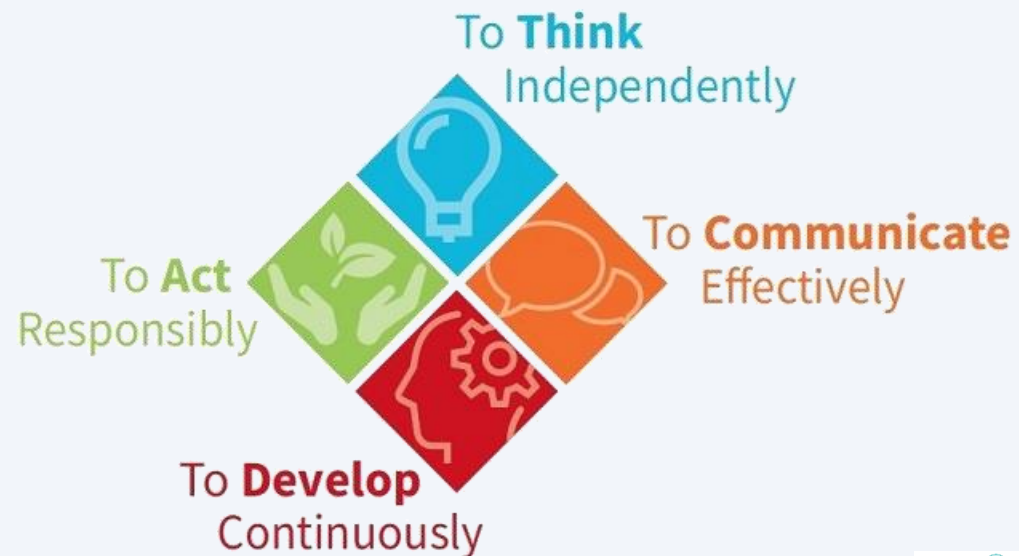 To Think
Independently
To Communicate
Effectively
To Act
Responsibly
To Develop
Continuously